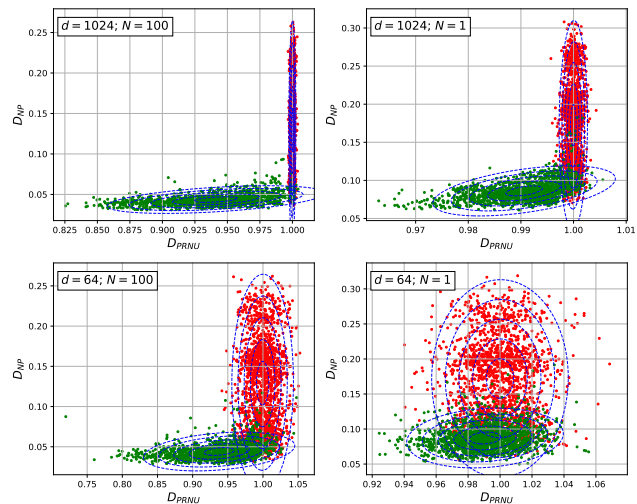 d = 1024; N = 100
0.25
0.20
0.15
0.10
0.05
D_NP
0.825 0.850 0.875 0.900 0.925 0.950 0.975 1.000
D_PRNU
d = 1024; N = 1
0.30
0.25
0.20
0.15
0.10
0.05
D_NP
0.97 0.98 0.99 1.00 1.01
D_PRNU
d = 64; N = 100
0.25
0.20
0.15
0.10
0.05
D_NP
0.75 0.80 0.85 0.90 0.95 1.00 1.05
D_PRNU
d = 64; N = 1
0.30
0.25
0.20
0.15
0.10
0.05
D_NP
0.92 0.94 0.96 0.98 1.00 1.02 1.04 1.06
D_PRNU